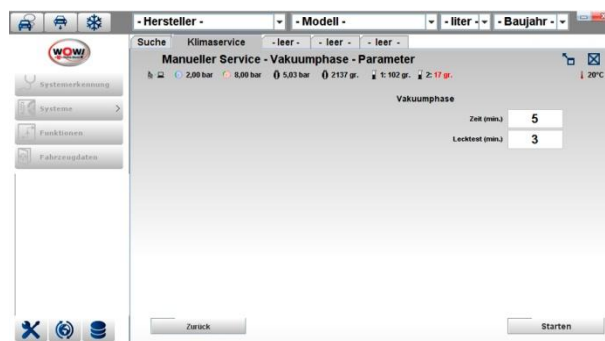 - Hersteller - - Modell - - liter - - Baujahr -
Suche Klimaservice - leer - - leer - - leer -
WOW!
Manueller Service - Vakuumphase - Parameter
2,00 bar 8,00 bar 5,03 bar 2137 gr. 1: 102 gr. 2: 17 gr. 20°C
Systemerkennung
Systeme
Funktionen
Fahrzeugdaten
Vakuumphase
Zeit (min.) 5
Lecktest (min.) 3
Zurück Starten